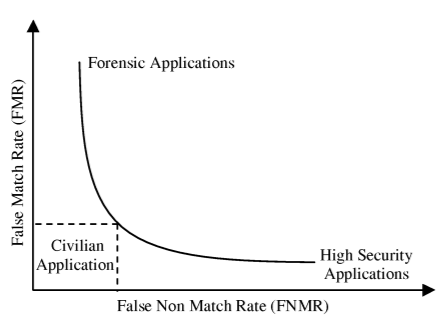 Forensic Applications
False Match Rate (FMR)
Civilian
Application
High Security
Applications
False Non Match Rate (FNMR)